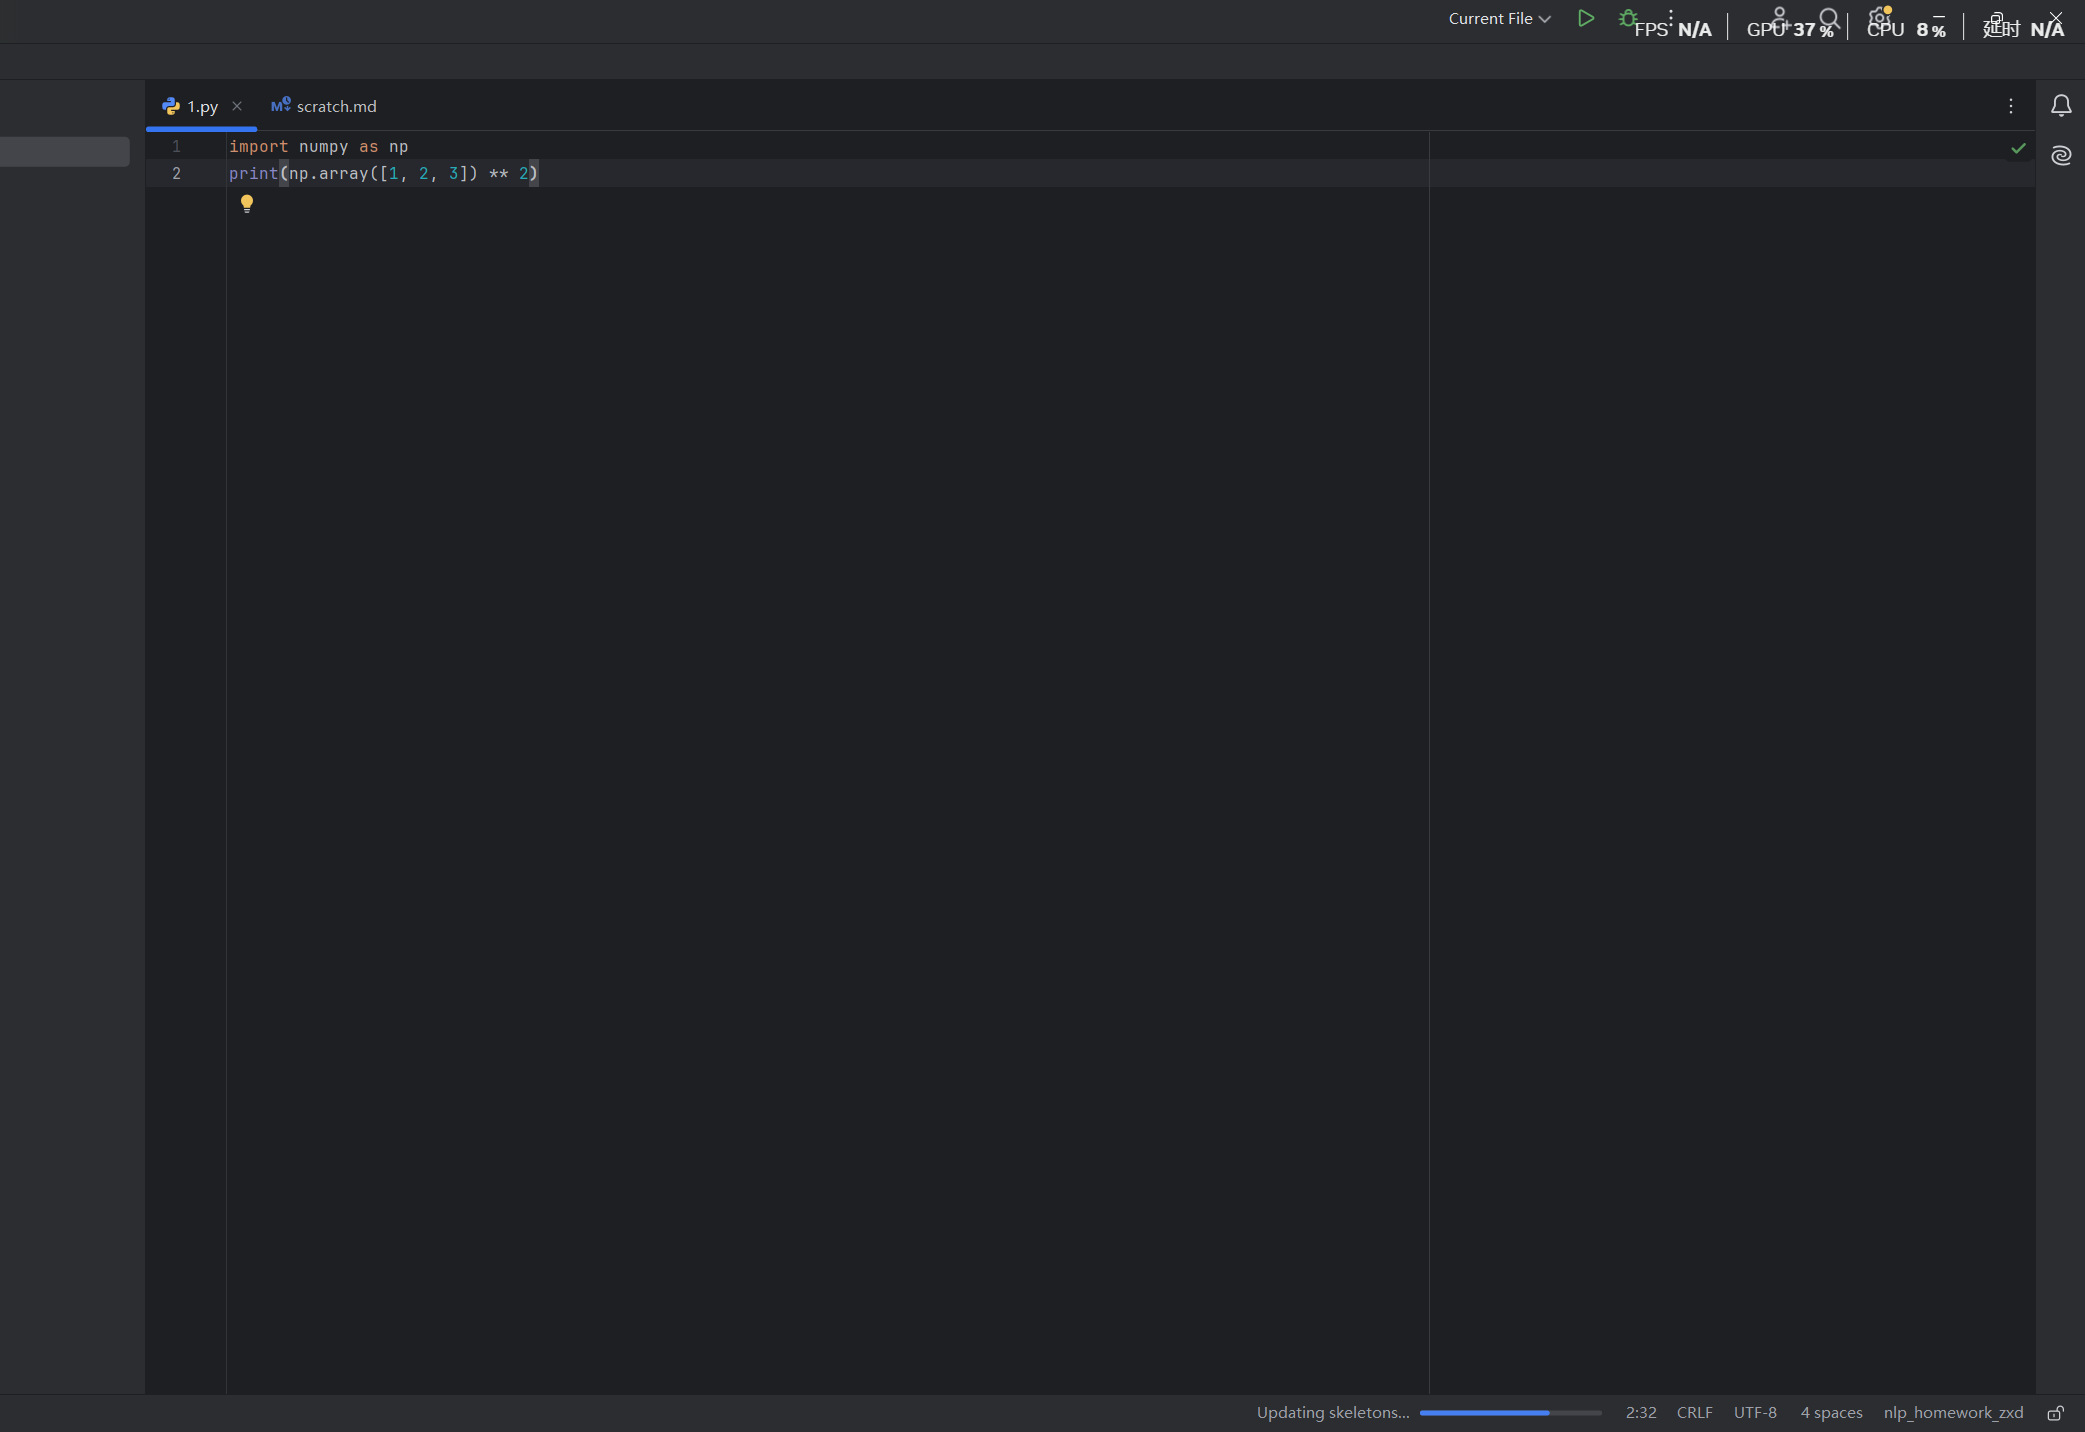 Current File
FPS N/A GPU 37 % CPU 8 % 延时 N/A
1.py scratch.md
1 import numpy as np
2 print(np.array([1, 2, 3]) ** 2)
Updating skeletons... 2:32 CRLF UTF-8 4 spaces nlp_homework_zxd